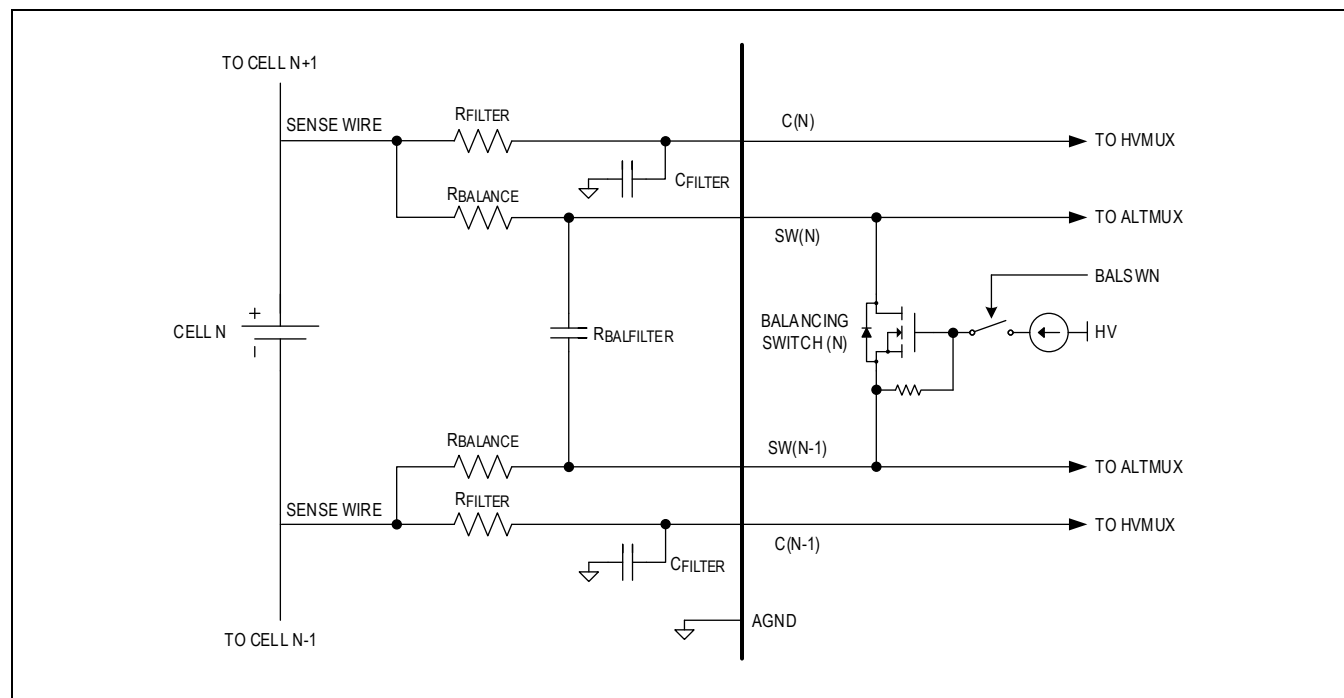 TO CELL N+1
SENSE WIRE
RFILTER
C(N)
TO HVMUX
CFILTER
RBALANCE
SW(N)
TO ALTMUX
BALSWN
CELL N
+
–
RBALFILTER
BALANCING
SWITCH (N)
HV
RBALANCE
SW(N-1)
TO ALTMUX
SENSE WIRE
RFILTER
C(N-1)
TO HVMUX
CFILTER
AGND
TO CELL N-1